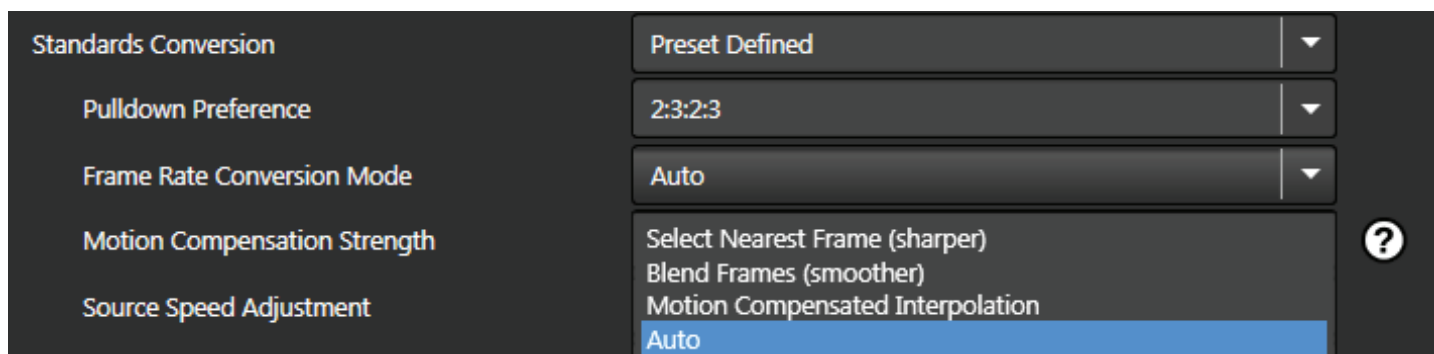 Standards Conversion Preset Defined
Pulldown Preference 2:3:2:3
Frame Rate Conversion Mode Auto
Motion Compensation Strength
Select Nearest Frame (sharper)
Blend Frames (smoother)
Source Speed Adjustment Motion Compensated Interpolation
Auto
?